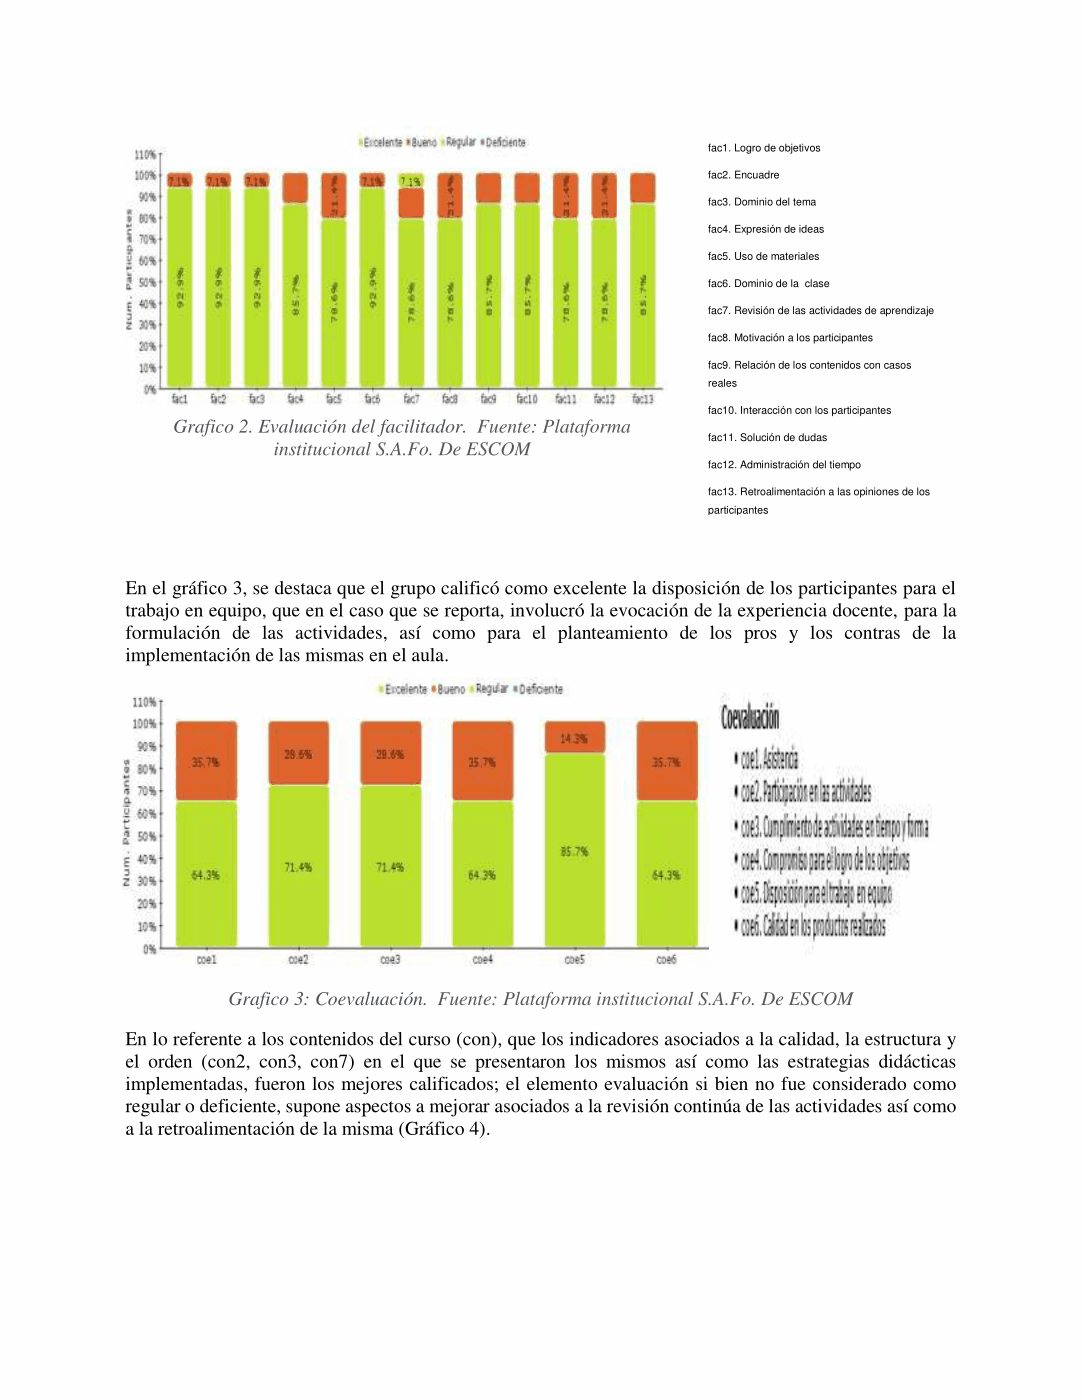 Excelente Bueno Regular Deficiente
110%
100%
90%
80%
70%
60%
50%
40%
30%
20%
10%
0%
Num. Participantes
7.1% 7.1% 7.1% 21.4% 7.1% 7.1% 21.4% 21.4% 21.4%
92.9% 92.9% 92.9% 85.7% 78.6% 92.9% 78.6% 78.6% 85.7% 85.7% 78.6% 78.6% 85.7%
fac1 fac2 fac3 fac4 fac5 fac6 fac7 fac8 fac9 fac10 fac11 fac12 fac13
Grafico 2. Evaluación del facilitador. Fuente: Plataforma
institucional S.A.Fo. De ESCOM
fac1. Logro de objetivos
fac2. Encuadre
fac3. Dominio del tema
fac4. Expresión de ideas
fac5. Uso de materiales
fac6. Dominio de la clase
fac7. Revisión de las actividades de aprendizaje
fac8. Motivación a los participantes
fac9. Relación de los contenidos con casos
reales
fac10. Interacción con los participantes
fac11. Solución de dudas
fac12. Administración del tiempo
fac13. Retroalimentación a las opiniones de los
participantes
En el gráfico 3, se destaca que el grupo calificó como excelente la disposición de los participantes para el
trabajo en equipo, que en el caso que se reporta, involucró la evocación de la experiencia docente, para la
formulación de las actividades, así como para el planteamiento de los pros y los contras de la
implementación de las mismas en el aula.
Excelente Bueno Regular Deficiente
110%
100%
90%
80%
70%
60%
50%
40%
30%
20%
10%
0%
Num. Participantes
35.7% 28.6% 28.6% 35.7% 14.3% 35.7%
64.3% 71.4% 71.4% 64.3% 85.7% 64.3%
coe1 coe2 coe3 coe4 coe5 coe6
Coevaluación
• coe1. Asistencia
• coe2. Participación en las actividades
• coe3. Cumplimiento de actividades en tiempo y forma
• coe4. Compromiso para el logro de los objetivos
• coe5. Disposición para el trabajo en equipo
• coe6. Calidad en los productos realizados
Grafico 3: Coevaluación. Fuente: Plataforma institucional S.A.Fo. De ESCOM
En lo referente a los contenidos del curso (con), que los indicadores asociados a la calidad, la estructura y
el orden (con2, con3, con7) en el que se presentaron los mismos así como las estrategias didácticas
implementadas, fueron los mejores calificados; el elemento evaluación si bien no fue considerado como
regular o deficiente, supone aspectos a mejorar asociados a la revisión continúa de las actividades así como
a la retroalimentación de la misma (Gráfico 4).